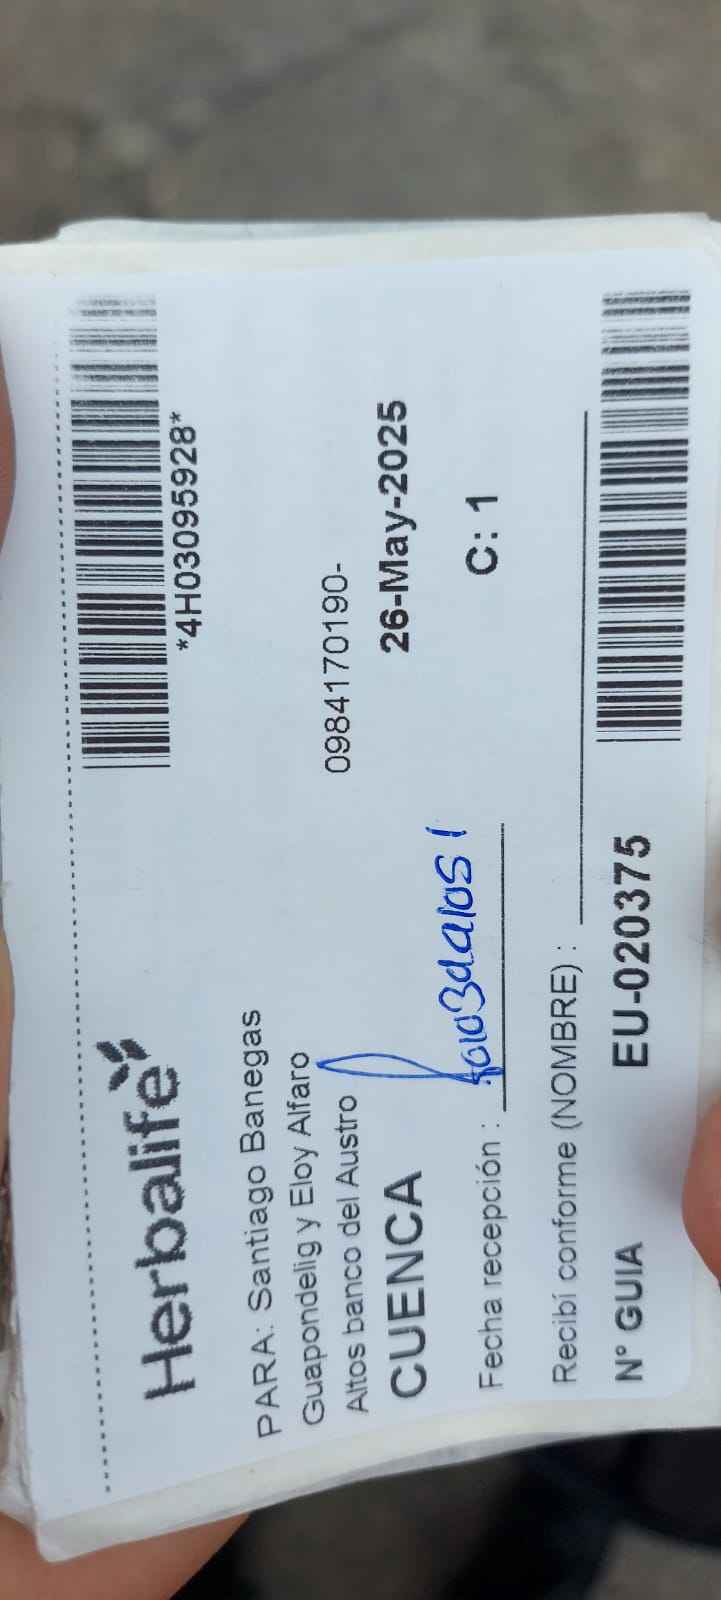 Herbalife
*4H03095928*
PARA: Santiago Banegas
Guapondelig y Eloy Alfaro
Altos banco del Austro 0984170190-
CUENCA 26-May-2025
Fecha recepción : C: 1
Recibí conforme (NOMBRE) :
N° GUIA EU-020375